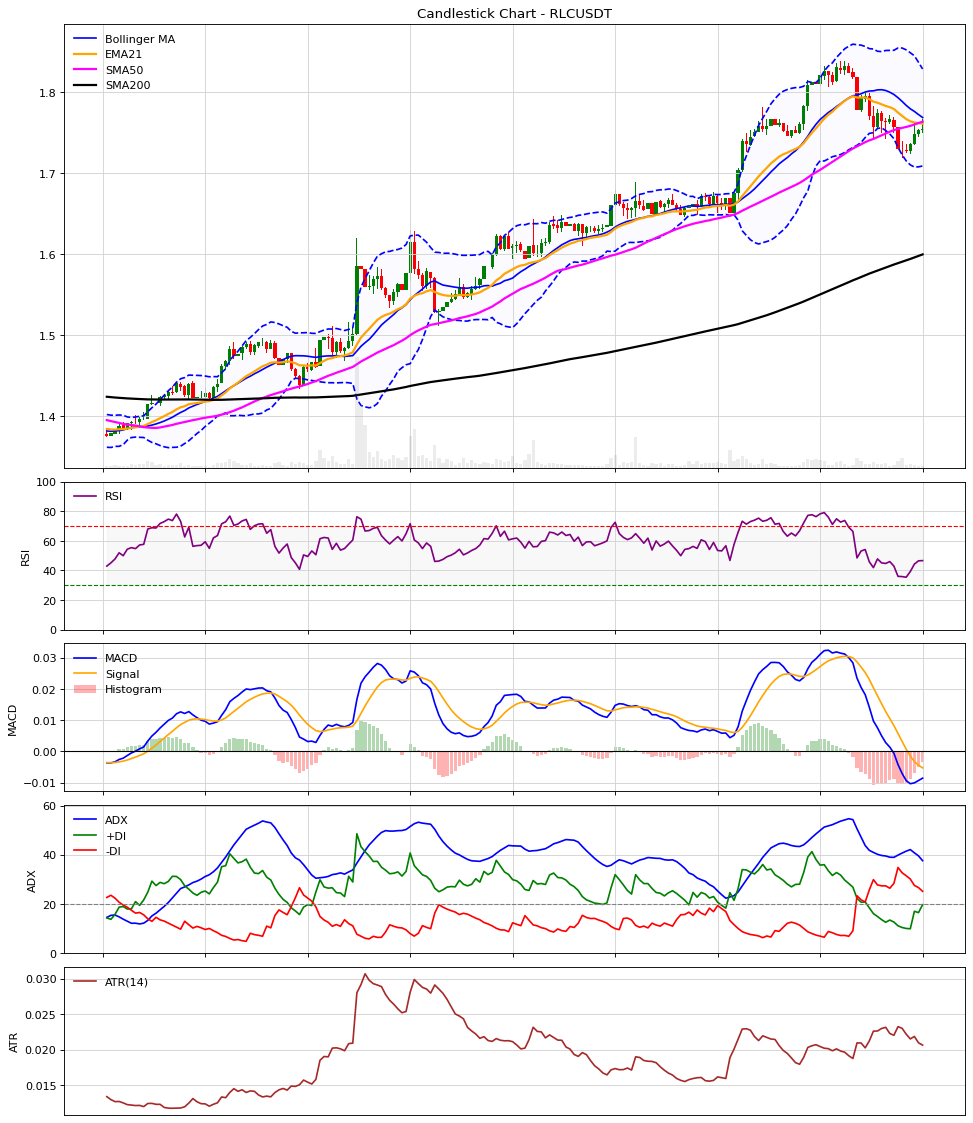 Candlestick Chart - RLCUSDT
Bollinger MA
EMA21
SMA50
SMA200
1.8
1.7
1.6
1.5
1.4
RSI
100
80
60
40
20
0
RSI
MACD
Signal
Histogram
0.03
0.02
0.01
0.00
−0.01
MACD
ADX
+DI
-DI
60
40
20
0
ADX
ATR(14)
0.030
0.025
0.020
0.015
ATR